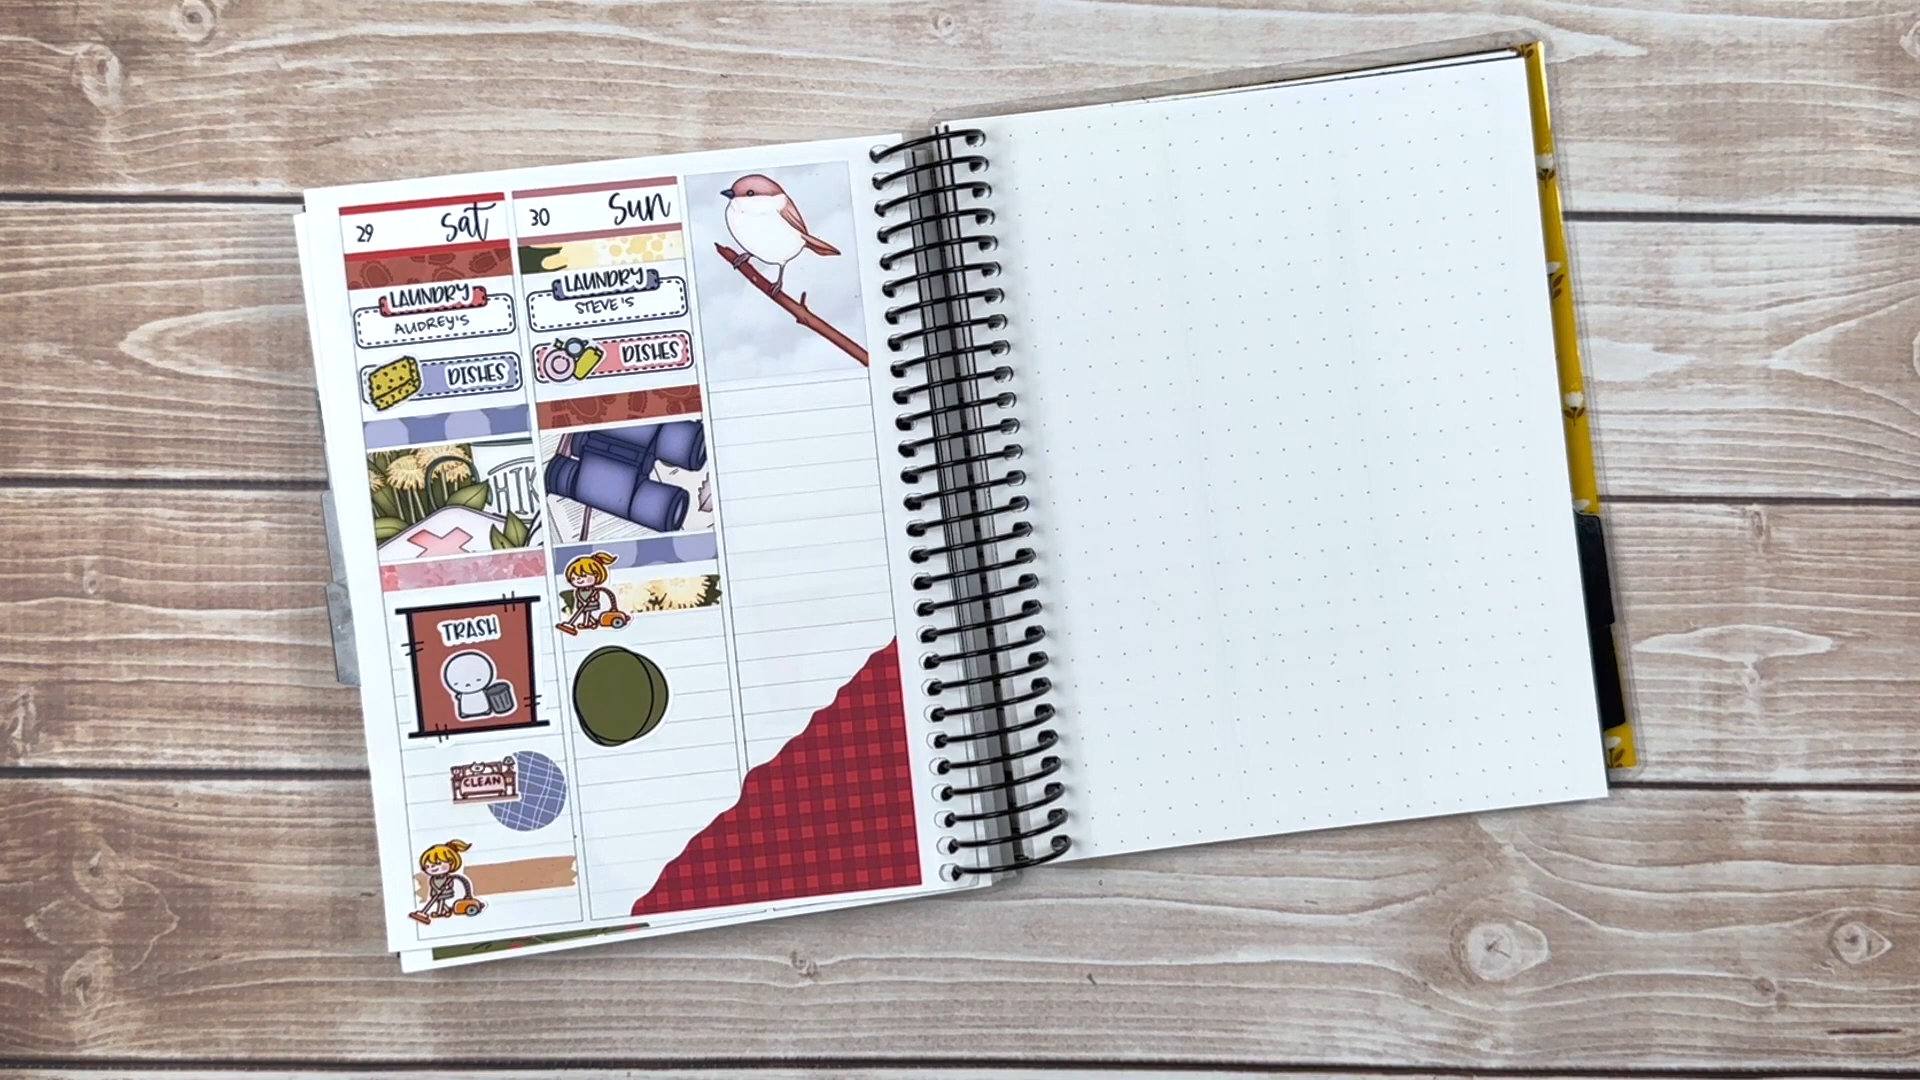 29 Sat
LAUNDRY
AUDREY'S
DISHES
HIK
TRASH
CLEAN
30 Sun
LAUNDRY
STEVE'S
DISHES